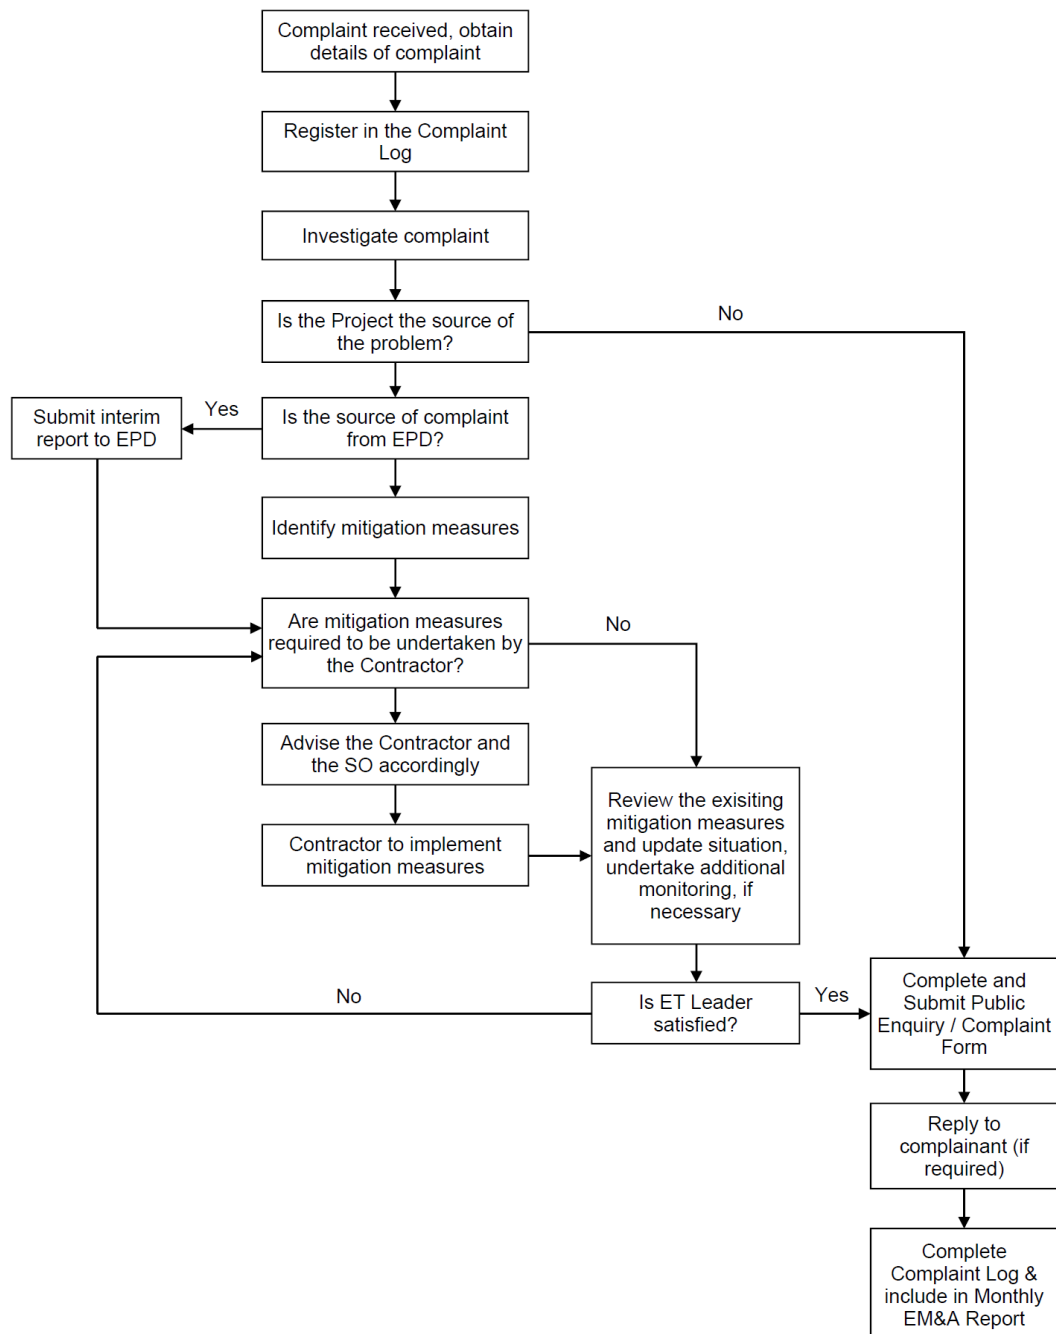 Complaint received, obtain
details of complaint
Register in the Complaint
Log
Investigate complaint
Is the Project the source of
the problem?
No
Submit interim
report to EPD
Yes
Is the source of complaint
from EPD?
Identify mitigation measures
Are mitigation measures
required to be undertaken by
the Contractor?
No
Advise the Contractor and
the SO accordingly
Contractor to implement
mitigation measures
Review the exisiting
mitigation measures
and update situation,
undertake additional
monitoring, if
necessary
No
Is ET Leader
satisfied?
Yes
Complete and
Submit Public
Enquiry / Complaint
Form
Reply to
complainant (if
required)
Complete
Complaint Log &
include in Monthly
EM&A Report